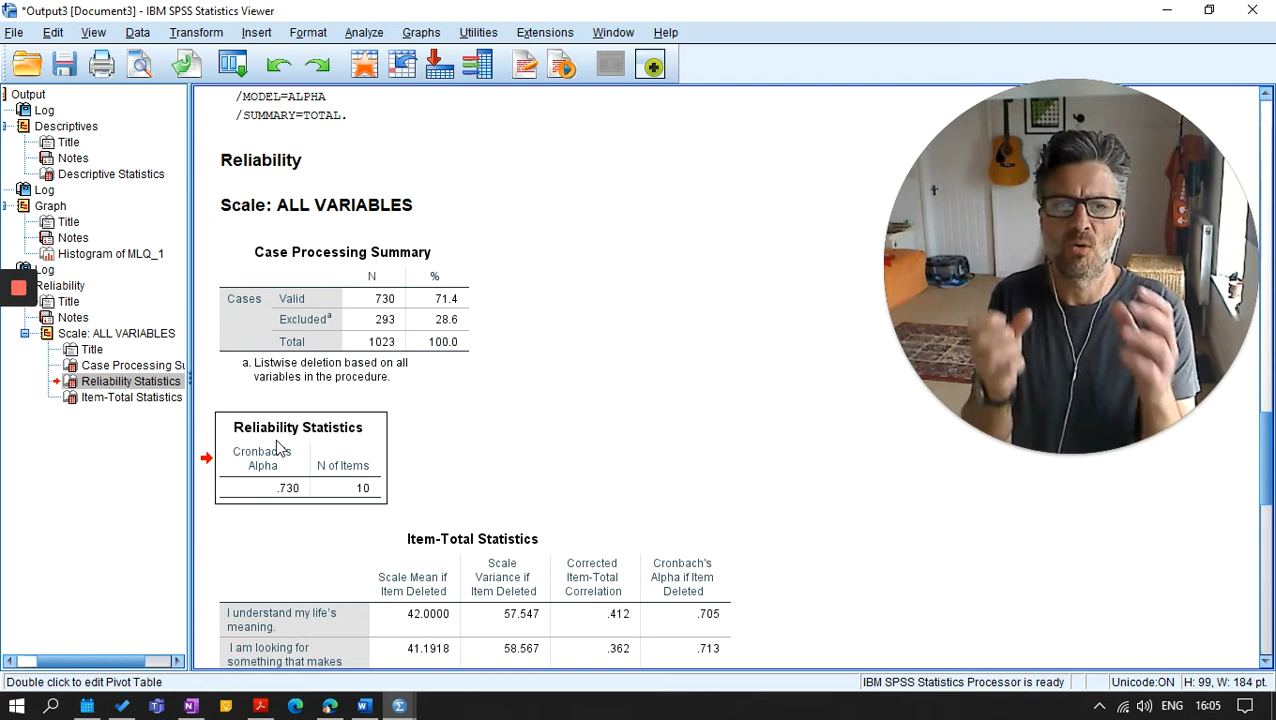 *Output3 [Document3] - IBM SPSS Statistics Viewer
File Edit View Data Transform Insert Format Analyze Graphs Utilities Extensions Window Help
Output
Log
Descriptives
Title
Notes
Descriptive Statistics
Log
Graph
Title
Notes
Histogram of MLQ_1
Log
Reliability
Title
Notes
Scale: ALL VARIABLES
Title
Case Processing Su
Reliability Statistics
Item-Total Statistics
/MODEL=ALPHA
/SUMMARY=TOTAL.
Reliability
Scale: ALL VARIABLES
Case Processing Summary
N %
Cases Valid 730 71.4
Excludedᵃ 293 28.6
Total 1023 100.0
a. Listwise deletion based on all
variables in the procedure.
Reliability Statistics
Cronbach's
Alpha N of Items
.730 10
Item-Total Statistics
Scale Mean if
Item Deleted
Scale
Variance if
Item Deleted
Corrected
Item-Total
Correlation
Cronbach's
Alpha if Item
Deleted
I understand my life's
meaning.
42.0000 57.547 .412 .705
I am looking for
something that makes
41.1918 58.567 .362 .713
Double click to edit Pivot Table
IBM SPSS Statistics Processor is ready
Unicode:ON
H: 99, W: 184 pt.
ENG
16:05